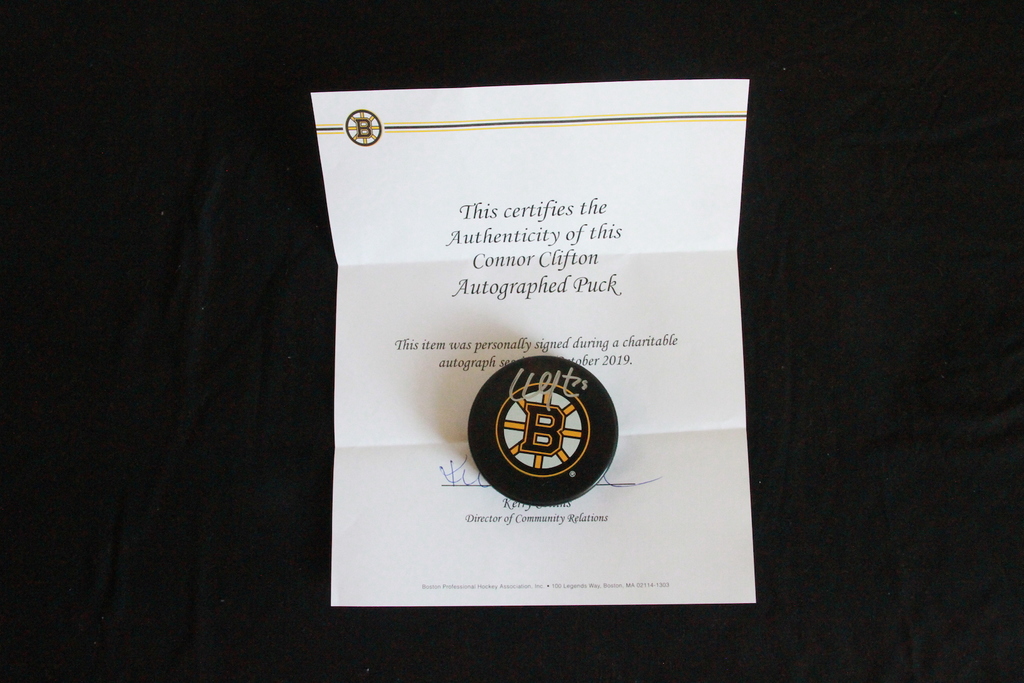 B
This certifies the
Authenticity of this
Connor Clifton
Autographed Puck
This item was personally signed during a charitable
autograph 2019.
B
®
Director of Community Relations
Boston Professional Hockey Association, Inc. • 100 Legends Way, Boston, MA 02114-1303